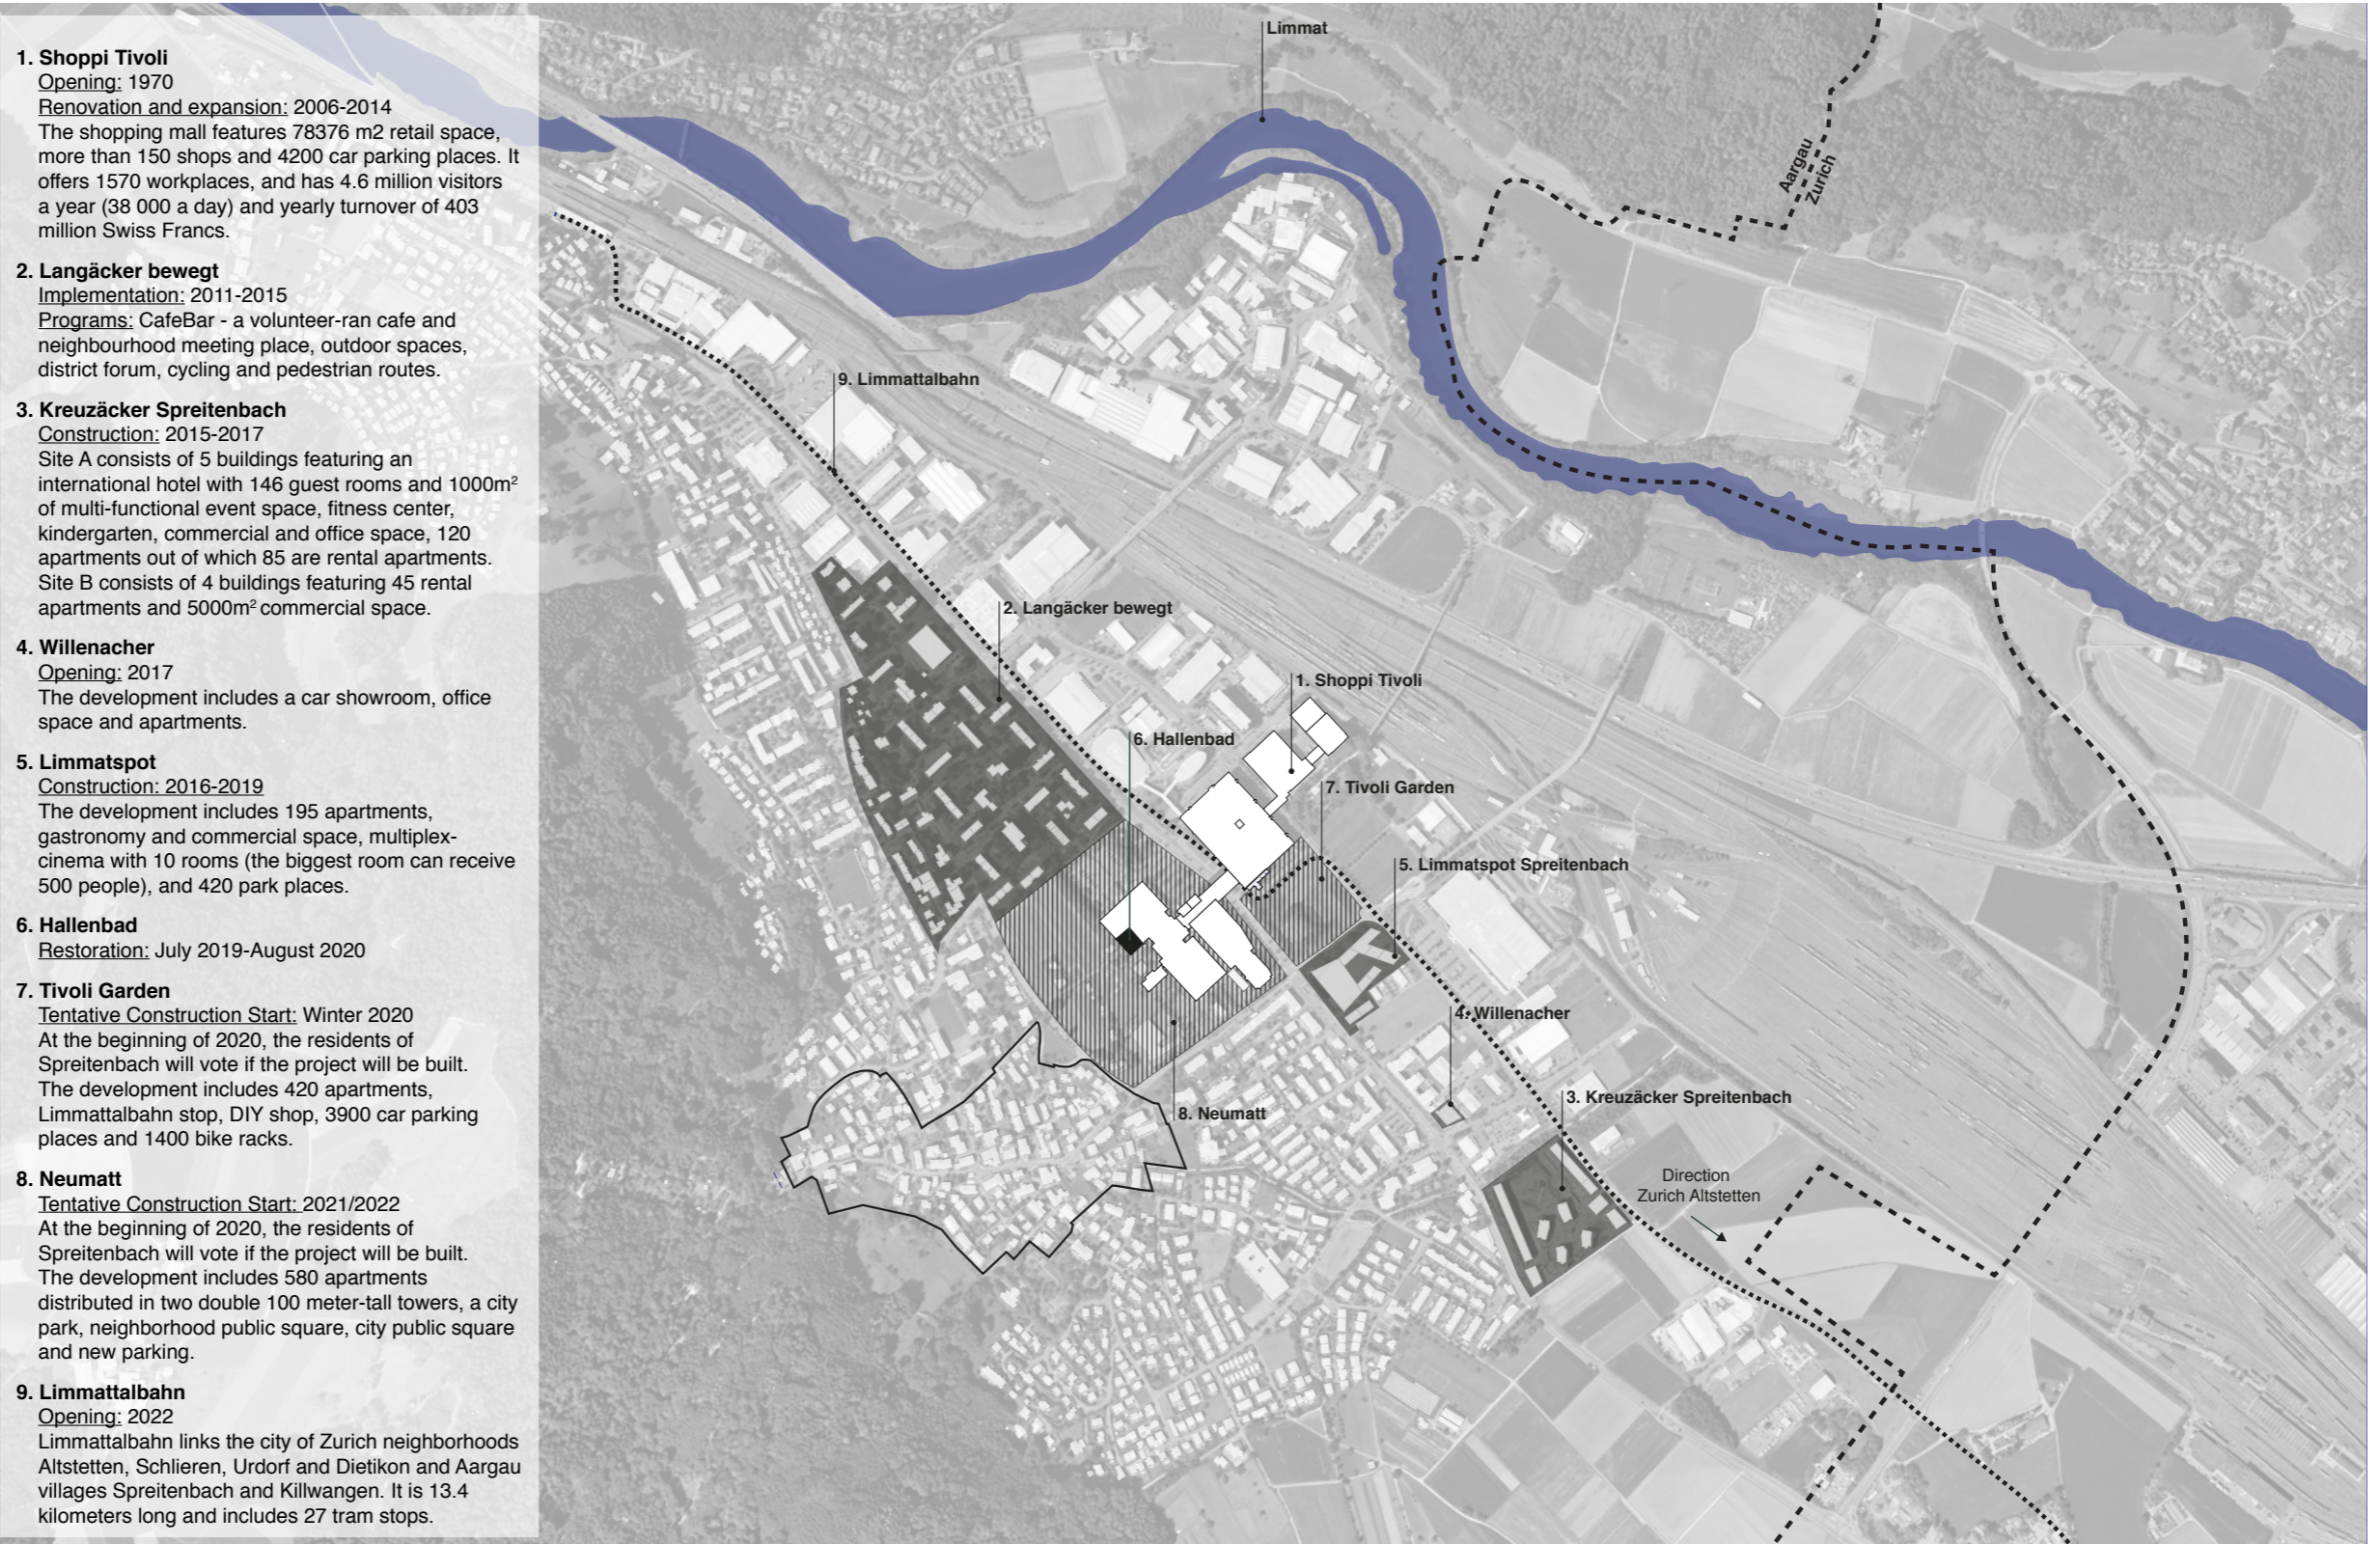 1. Shoppi Tivoli
Opening: 1970
Renovation and expansion: 2006-2014
The shopping mall features 78376 m2 retail space,
more than 150 shops and 4200 car parking places. It
offers 1570 workplaces, and has 4.6 million visitors
a year (38 000 a day) and yearly turnover of 403
million Swiss Francs.
2. Langäcker bewegt
Implementation: 2011-2015
Programs: CafeBar - a volunteer-ran cafe and
neighbourhood meeting place, outdoor spaces,
district forum, cycling and pedestrian routes.
3. Kreuzäcker Spreitenbach
Construction: 2015-2017
Site A consists of 5 buildings featuring an
international hotel with 146 guest rooms and 1000m²
of multi-functional event space, fitness center,
kindergarten, commercial and office space, 120
apartments out of which 85 are rental apartments.
Site B consists of 4 buildings featuring 45 rental
apartments and 5000m² commercial space.
4. Willenacher
Opening: 2017
The development includes a car showroom, office
space and apartments.
5. Limmatspot
Construction: 2016-2019
The development includes 195 apartments,
gastronomy and commercial space, multiplex-
cinema with 10 rooms (the biggest room can receive
500 people), and 420 park places.
6. Hallenbad
Restoration: July 2019-August 2020
7. Tivoli Garden
Tentative Construction Start: Winter 2020
At the beginning of 2020, the residents of
Spreitenbach will vote if the project will be built.
The development includes 420 apartments,
Limmattalbahn stop, DIY shop, 3900 car parking
places and 1400 bike racks.
8. Neumatt
Tentative Construction Start: 2021/2022
At the beginning of 2020, the residents of
Spreitenbach will vote if the project will be built.
The development includes 580 apartments
distributed in two double 100 meter-tall towers, a city
park, neighborhood public square, city public square
and new parking.
9. Limmattalbahn
Opening: 2022
Limmattalbahn links the city of Zurich neighborhoods
Altstetten, Schlieren, Urdorf and Dietikon and Aargau
villages Spreitenbach and Killwangen. It is 13.4
kilometers long and includes 27 tram stops.
Limmat
Aargau
Zurich
9. Limmattalbahn
2. Langäcker bewegt
1. Shoppi Tivoli
6. Hallenbad
7. Tivoli Garden
5. Limmatspot Spreitenbach
4. Willenacher
3. Kreuzäcker Spreitenbach
8. Neumatt
Direction
Zurich Altstetten